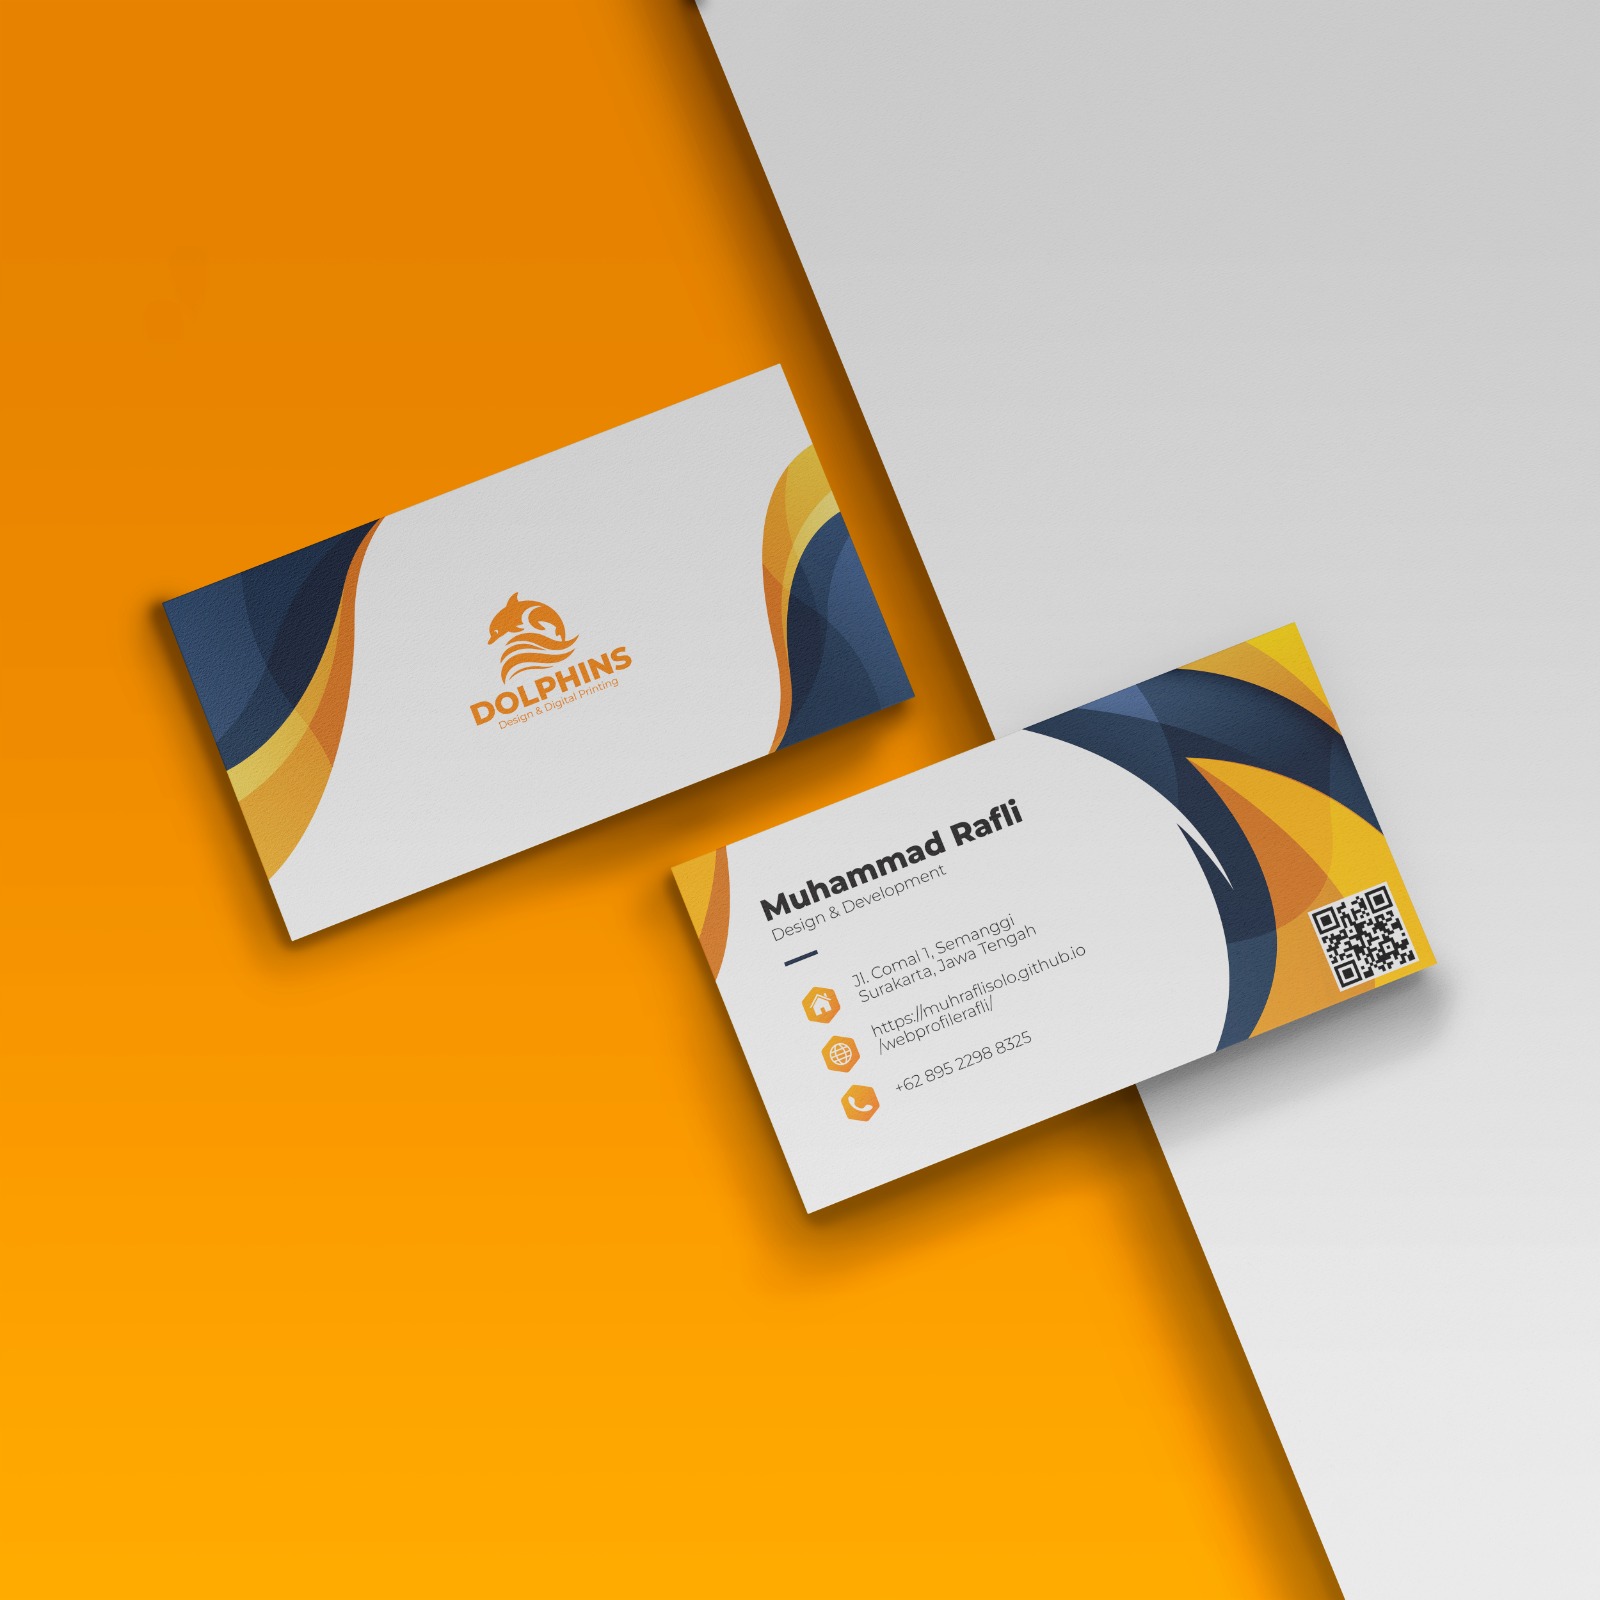 DOLPHINS
Design & Digital Printing
Muhammad Rafli
Design & Development
Jl. Comal 1, Semanggi
Surakarta, Jawa Tengah
https://muhraflisolo.github.io
/webprofilerafli/
+62 895 2298 8325